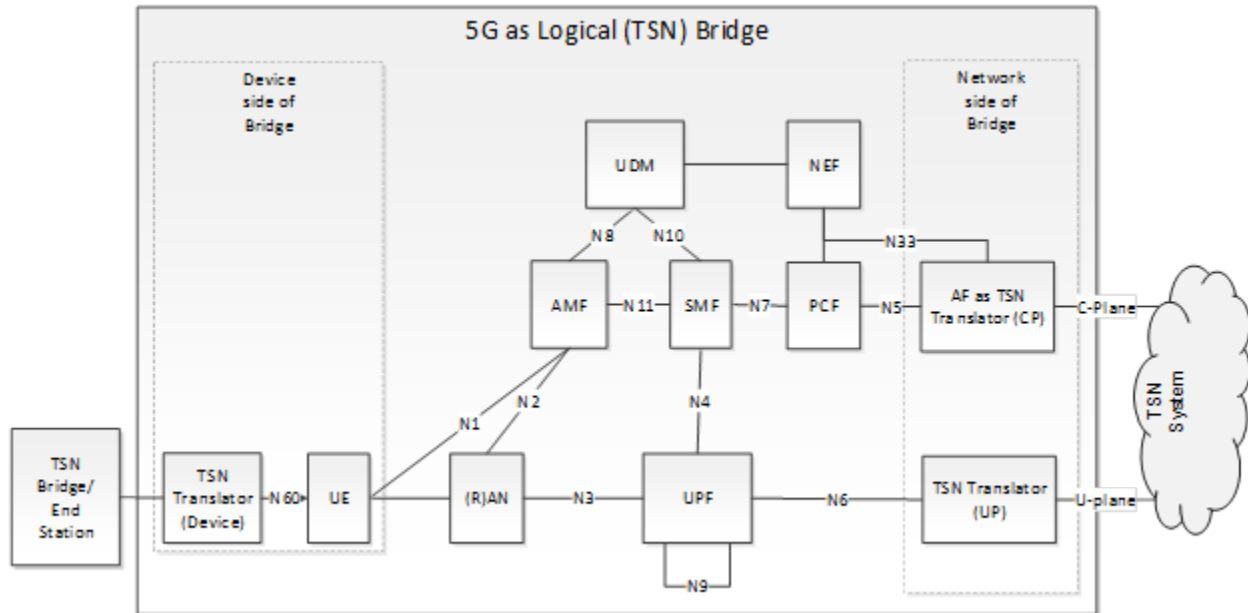 5G as Logical (TSN) Bridge
Device
side of
Bridge
Network
side of
Bridge
UDM
NEF
N8
N10
N33
AMF
N11
SMF
N7
PCF
N5
AF as TSN
Translator (CP)
C-Plane
N1
N2
N4
TSN
System
TSN
Bridge/
End
Station
TSN
Translator
(Device)
N60
UE
(R)AN
N3
UPF
N6
TSN Translator
(UP)
U-plane
N9